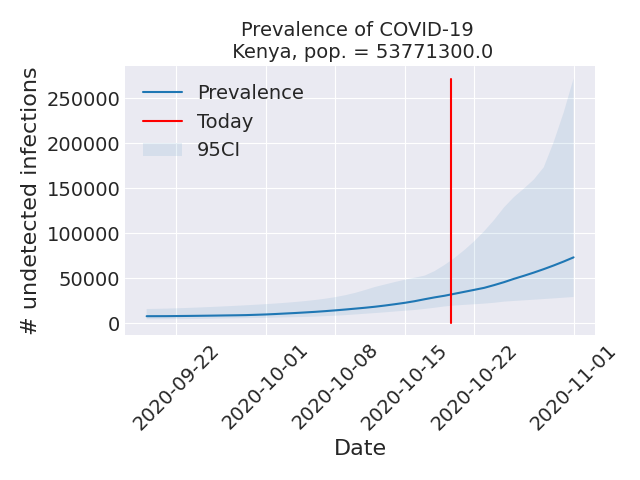 Prevalence of COVID-19
Kenya, pop. = 53771300.0
# undetected infections
250000
200000
150000
100000
50000
0
Prevalence
Today
95CI
2020-09-22
2020-10-01
2020-10-08
2020-10-15
2020-10-22
2020-11-01
Date